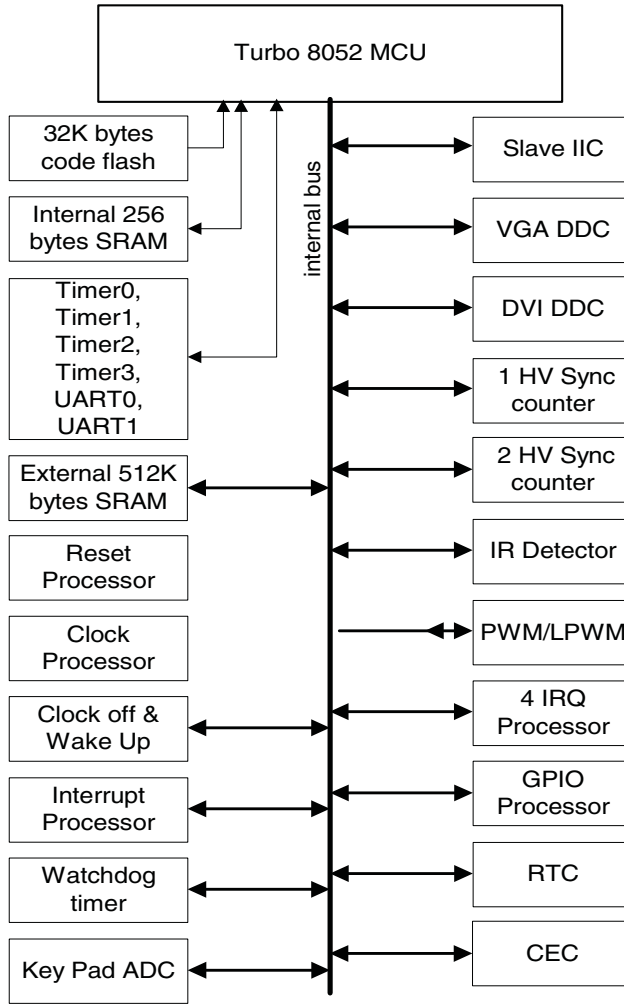 Turbo 8052 MCU
32K bytes
code flash
Internal 256
bytes SRAM
Timer0,
Timer1,
Timer2,
Timer3,
UART0,
UART1
External 512K
bytes SRAM
Reset
Processor
Clock
Processor
Clock off &
Wake Up
Interrupt
Processor
Watchdog
timer
Key Pad ADC
internal bus
Slave IIC
VGA DDC
DVI DDC
1 HV Sync
counter
2 HV Sync
counter
IR Detector
PWM/LPWM
4 IRQ
Processor
GPIO
Processor
RTC
CEC